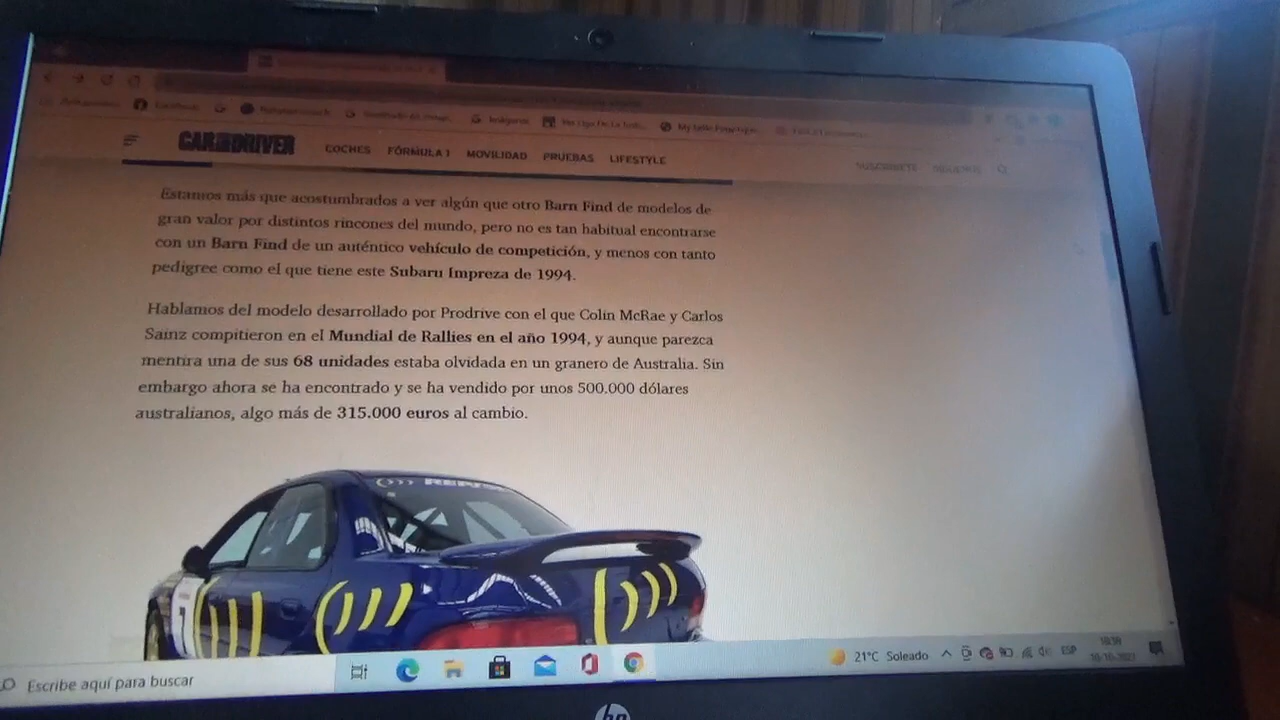 CAR AND DRIVER
COCHES FÓRMULA 1 MOVILIDAD PRUEBAS LIFESTYLE
SUSCRÍBETE
Estamos más que acostumbrados a ver algún que otro Barn Find de modelos de
gran valor por distintos rincones del mundo, pero no es tan habitual encontrarse
con un Barn Find de un auténtico vehículo de competición, y menos con tanto
pedigree como el que tiene este Subaru Impreza de 1994.
Hablamos del modelo desarrollado por Prodrive con el que Colin McRae y Carlos
Sainz compitieron en el Mundial de Rallies en el año 1994, y aunque parezca
mentira una de sus 68 unidades estaba olvidada en un granero de Australia. Sin
embargo ahora se ha encontrado y se ha vendido por unos 500.000 dólares
australianos, algo más de 315.000 euros al cambio.
Escribe aquí para buscar
21°C Soleado
ESP
hp